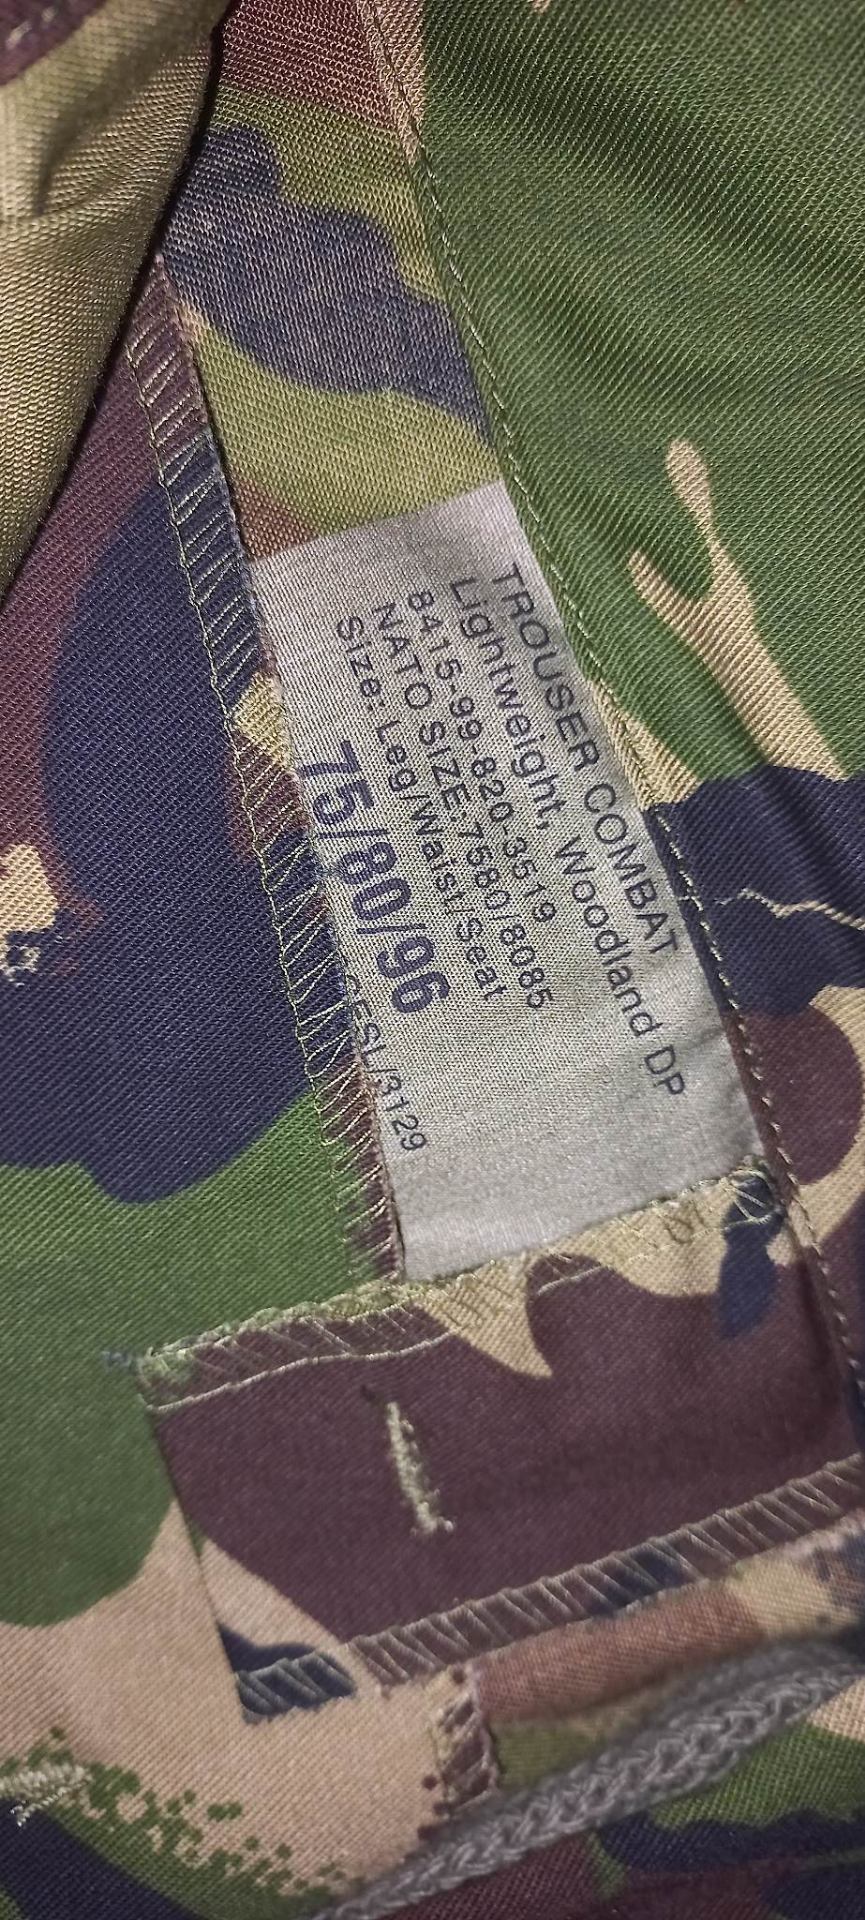 TROUSER COMBAT
Lightweight, Woodland DP
8415-99-820-3519
NATO SIZE:7580/8085
Size: Leg/Waist/Seat
75/80/96